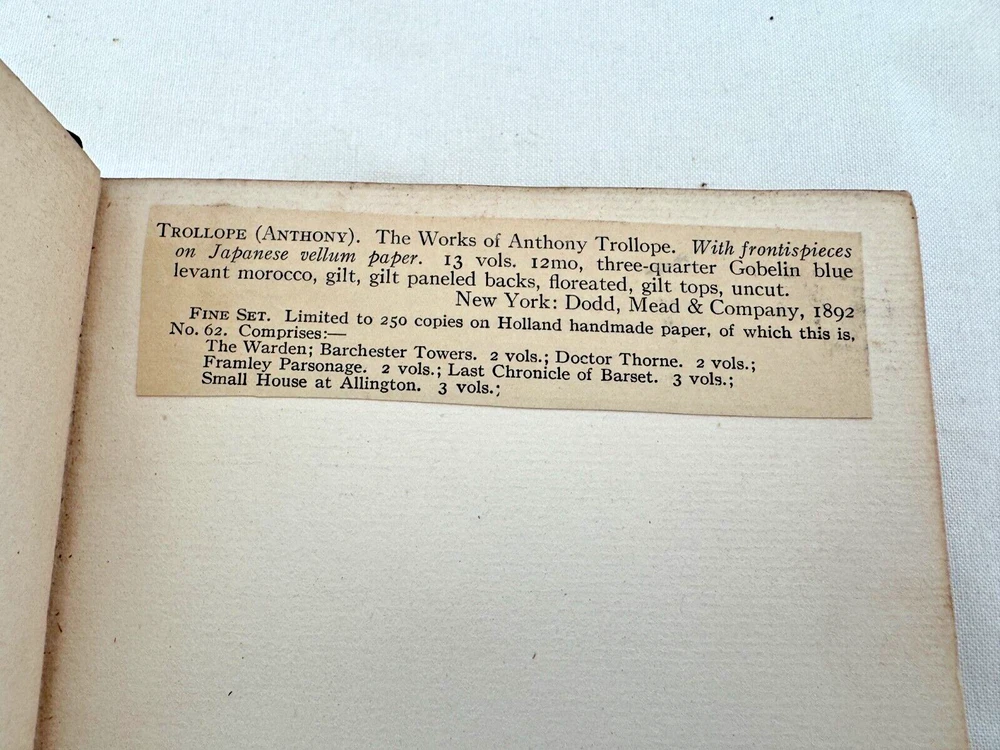 TROLLOPE (ANTHONY). The Works of Anthony Trollope. With frontispieces
on Japanese vellum paper. 13 vols. 12mo, three-quarter Gobelin blue
levant morocco, gilt, gilt paneled backs, floreated, gilt tops, uncut.
New York: Dodd, Mead & Company, 1892
FINE SET. Limited to 250 copies on Holland handmade paper, of which this is,
No. 62. Comprises:—
The Warden; Barchester Towers. 2 vols.; Doctor Thorne. 2 vols.;
Framley Parsonage. 2 vols.; Last Chronicle of Barset. 3 vols.;
Small House at Allington. 3 vols.;